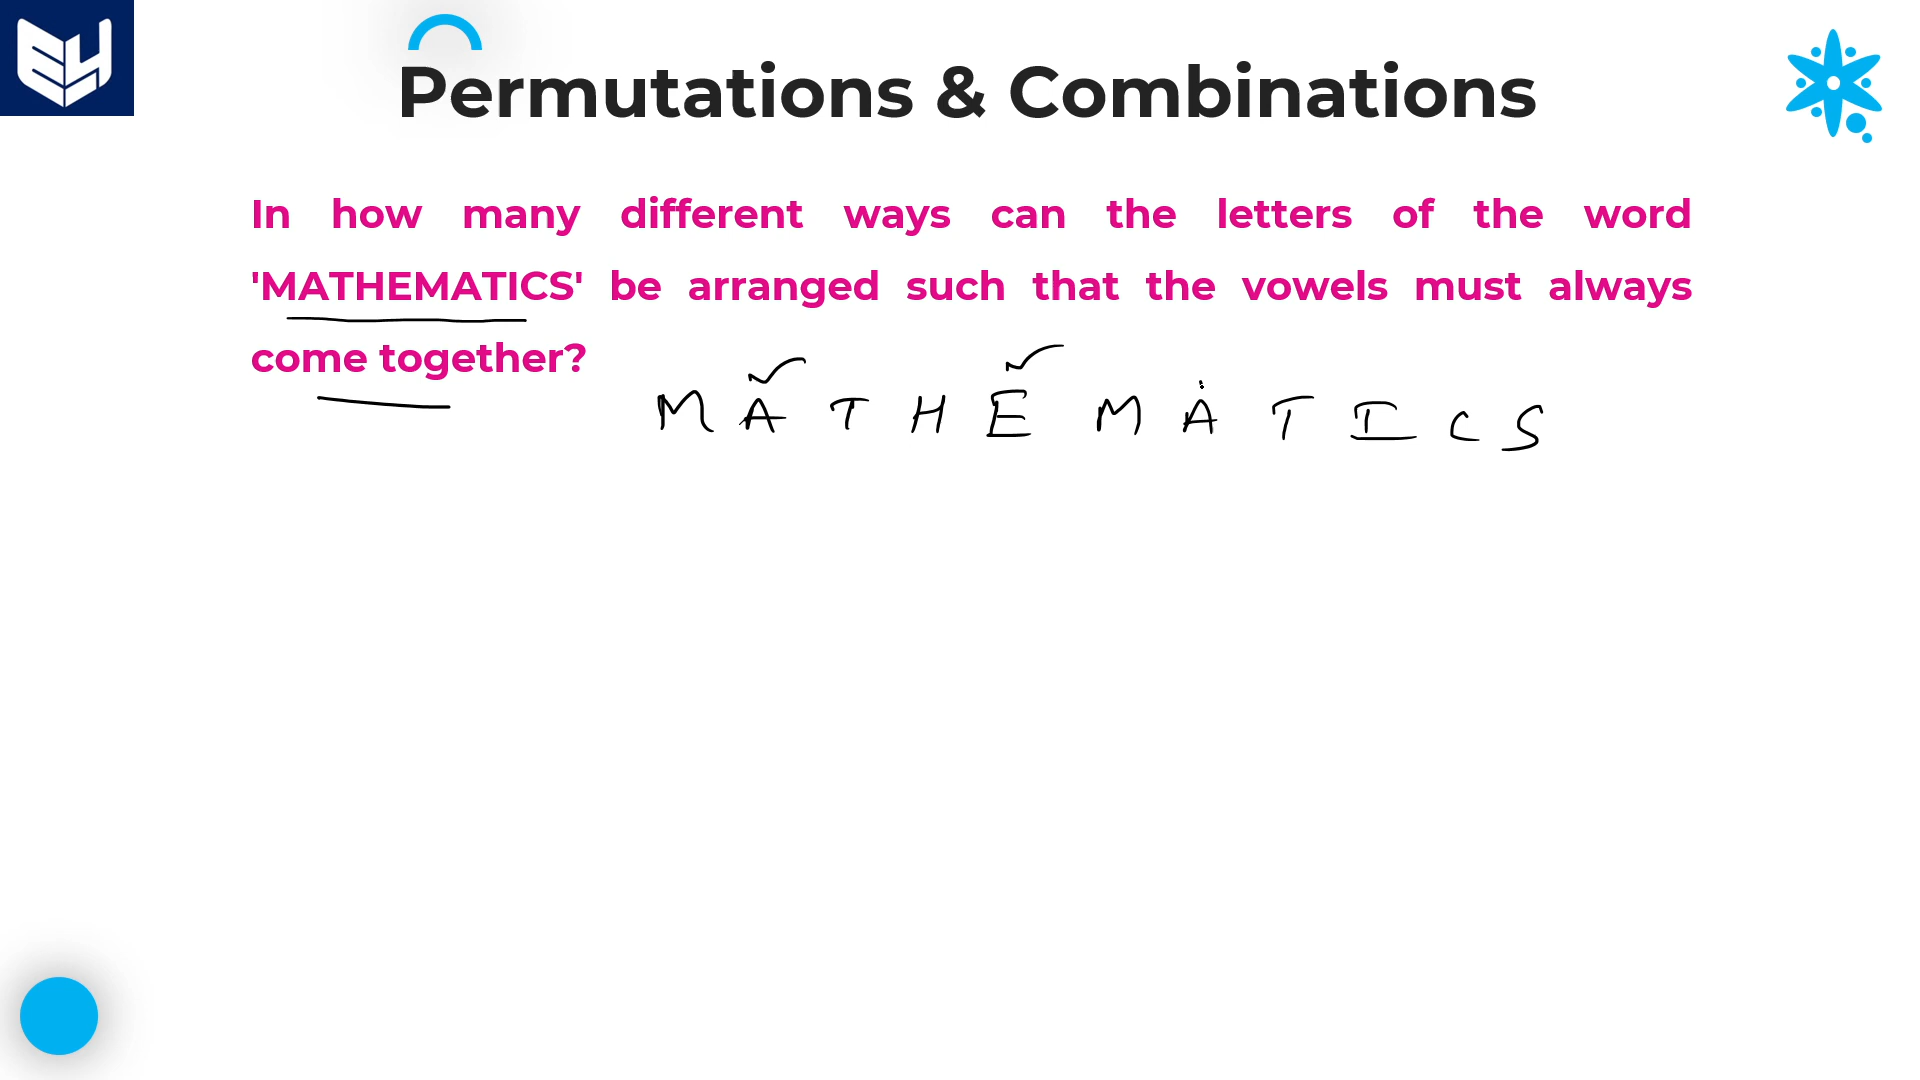 Permutations & Combinations
In how many different ways can the letters of the word
'MATHEMATICS' be arranged such that the vowels must always
come together?
M A T H E M A T I C S